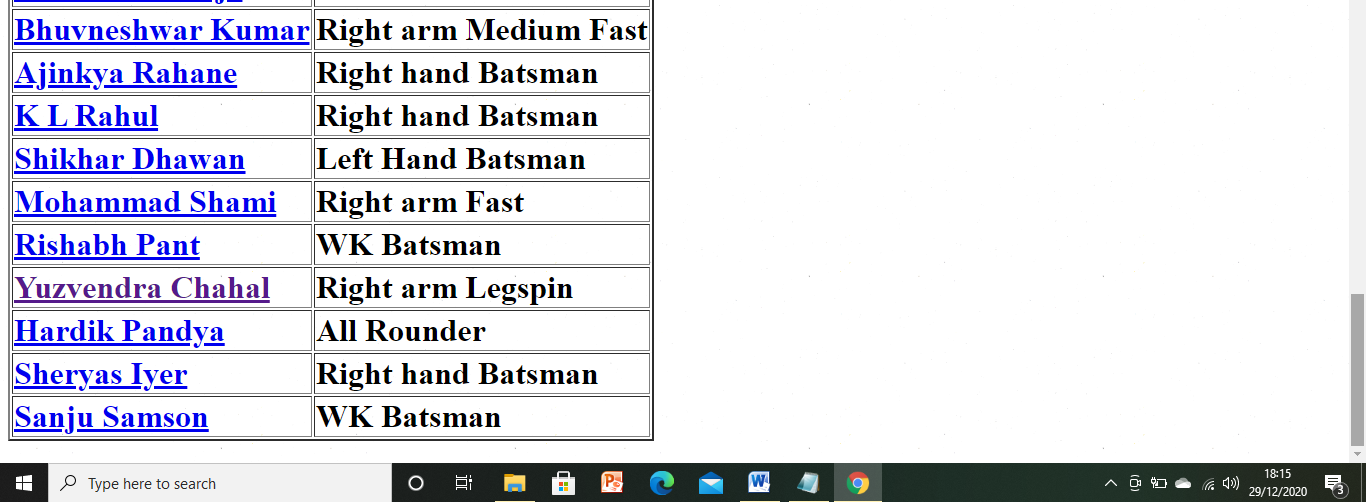 Bhuvneshwar Kumar Right arm Medium Fast
Ajinkya Rahane Right hand Batsman
K L Rahul Right hand Batsman
Shikhar Dhawan Left Hand Batsman
Mohammad Shami Right arm Fast
Rishabh Pant WK Batsman
Yuzvendra Chahal Right arm Legspin
Hardik Pandya All Rounder
Sheryas Iyer Right hand Batsman
Sanju Samson WK Batsman
Type here to search
18:15
29/12/2020
3